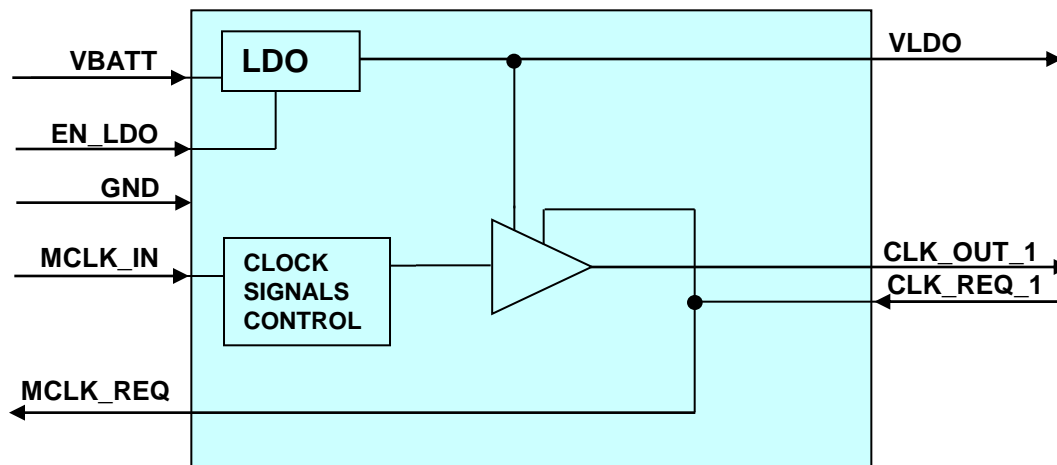 VBATT
LDO
VLDO
EN_LDO
GND
MCLK_IN
CLOCK
SIGNALS
CONTROL
CLK_OUT_1
CLK_REQ_1
MCLK_REQ